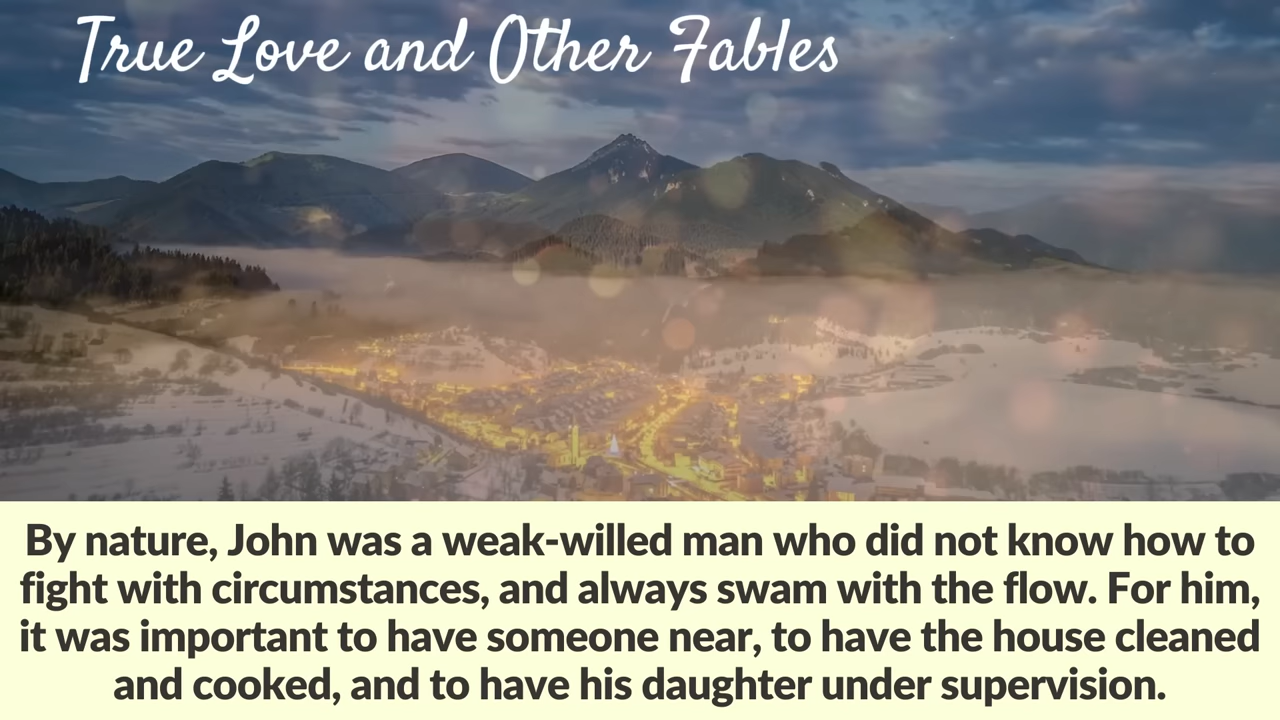 True Love and Other Fables
By nature, John was a weak-willed man who did not know how to
fight with circumstances, and always swam with the flow. For him,
it was important to have someone near, to have the house cleaned
and cooked, and to have his daughter under supervision.